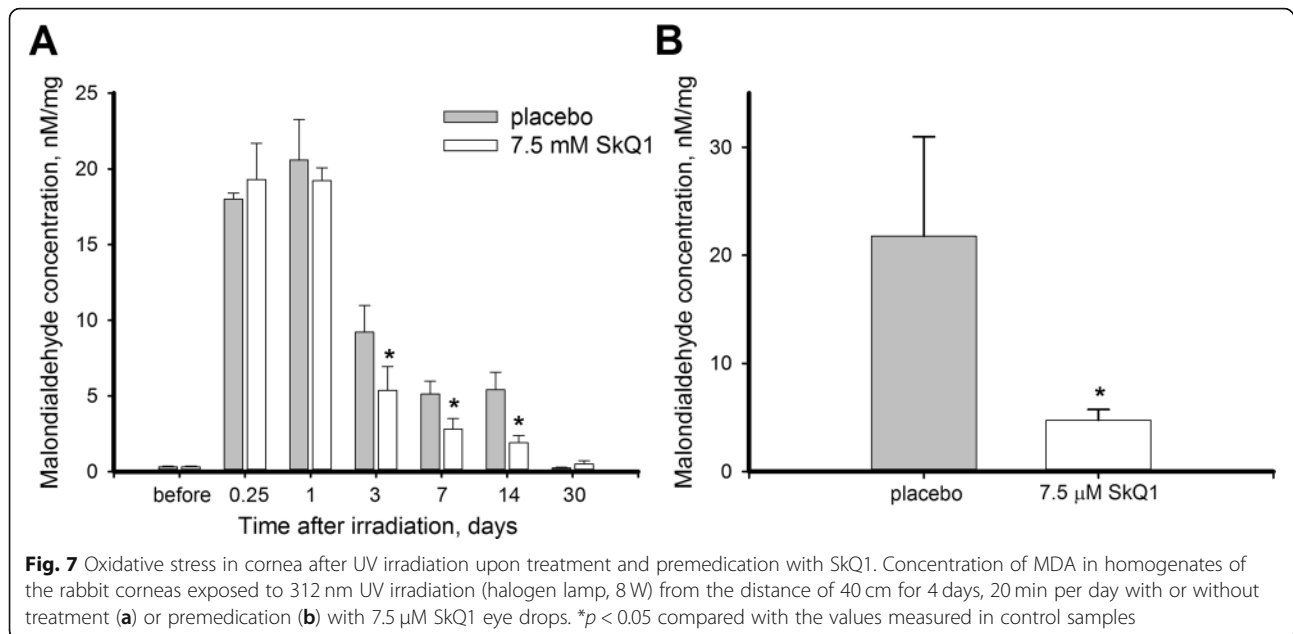 A
Malondialdehyde concentration, nM/mg
25
20
15
10
5
0
placebo
7.5 mM SkQ1
*
*
*
before 0.25 1 3 7 14 30
Time after irradiation, days
B
Malondialdehyde concentration, nM/mg
30
20
10
0
*
placebo 7.5 μM SkQ1
Fig. 7 Oxidative stress in cornea after UV irradiation upon treatment and premedication with SkQ1. Concentration of MDA in homogenates of
the rabbit corneas exposed to 312 nm UV irradiation (halogen lamp, 8 W) from the distance of 40 cm for 4 days, 20 min per day with or without
treatment (a) or premedication (b) with 7.5 μM SkQ1 eye drops. *p < 0.05 compared with the values measured in control samples